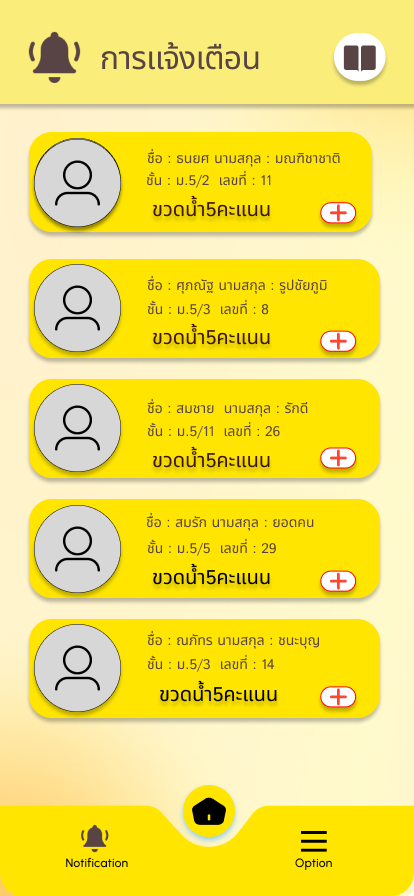 การแจ้งเตือน
ชื่อ : ธนยศ นามสกุล : มณฑิชาชาติ
ชั้น : ม.5/2 เลขที่ : 11
ขวดน้ำ5คะแนน
ชื่อ : ศุภณัฐ นามสกุล : รูปชัยภูมิ
ชั้น : ม.5/3 เลขที่ : 8
ขวดน้ำ5คะแนน
ชื่อ : สมชาย นามสกุล : รักดี
ชั้น : ม.5/11 เลขที่ : 26
ขวดน้ำ5คะแนน
ชื่อ : สมรัก นามสกุล : ยอดคน
ชั้น : ม.5/5 เลขที่ : 29
ขวดน้ำ5คะแนน
ชื่อ : ณภัทร นามสกุล : ชนะบุญ
ชั้น : ม.5/3 เลขที่ : 14
ขวดน้ำ5คะแนน
Notification
Option